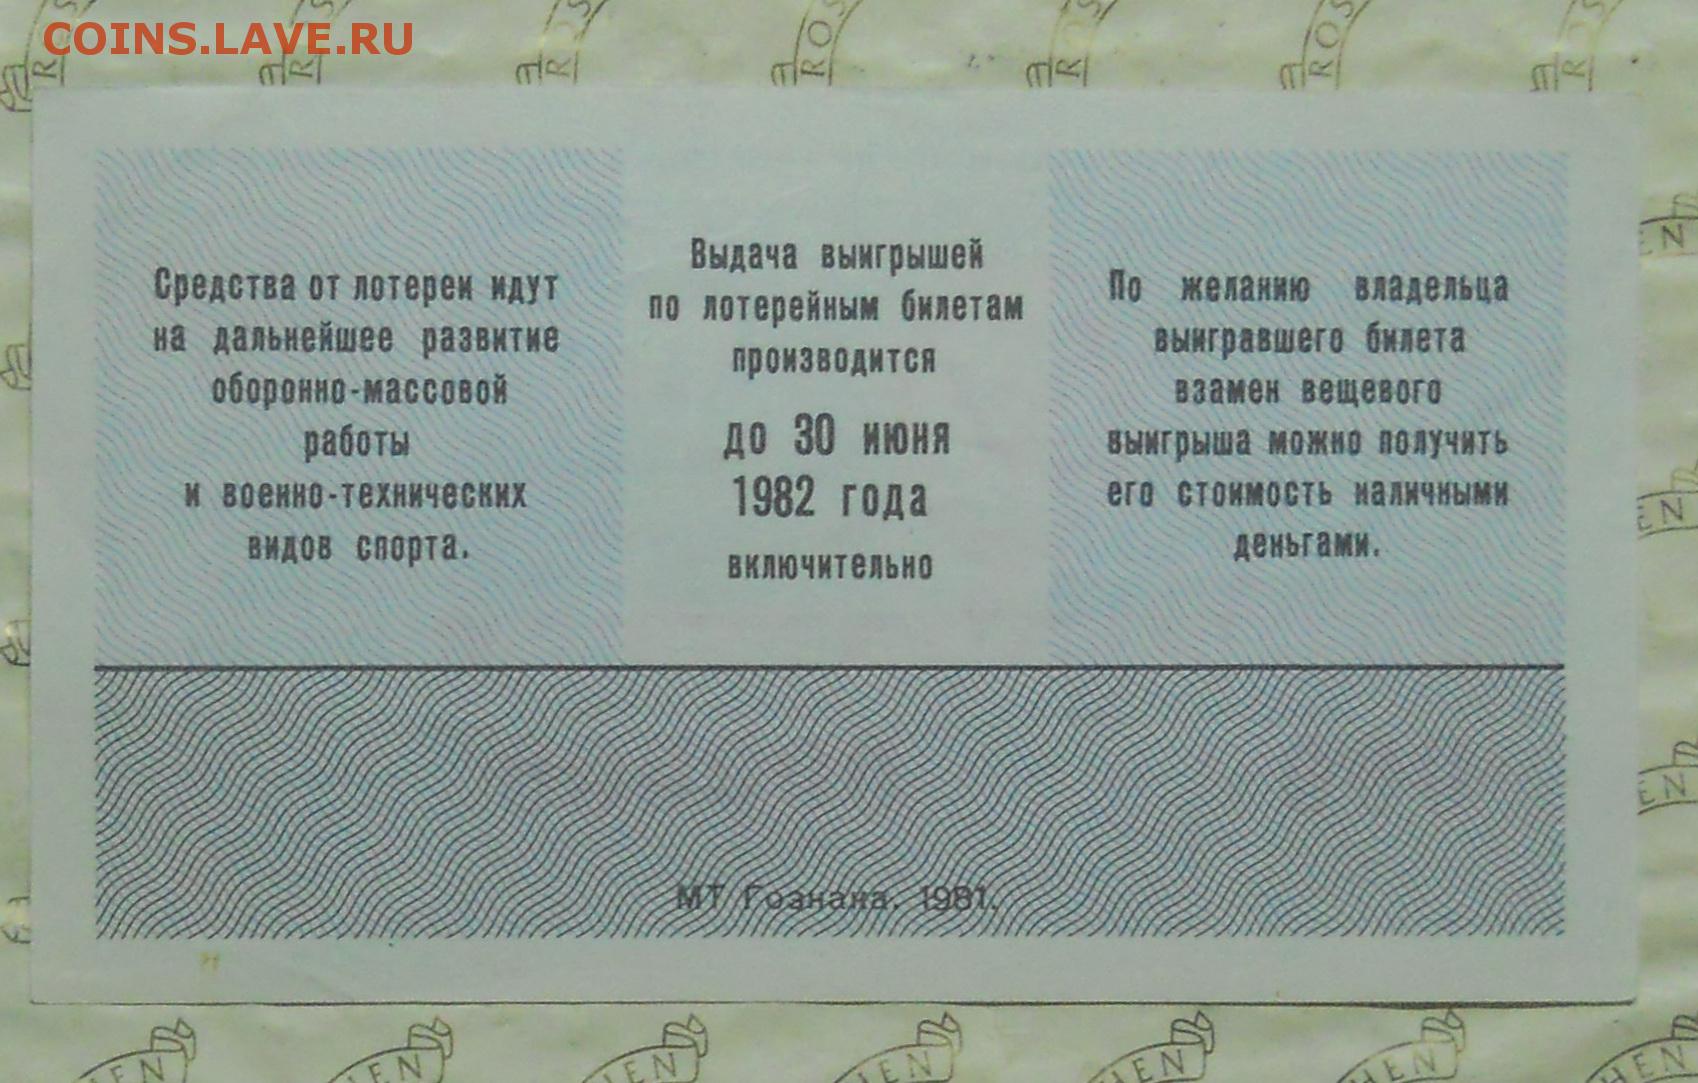 COINS.LAVE.RU
Средства от лотереи идут
на дальнейшее развитие
оборонно-массовой
работы
и военно-технических
видов спорта.
Выдача выигрышей
по лотерейным билетам
производится
до 30 июня
1982 года
включительно
По желанию владельца
выигравшего билета
взамен вещевого
выигрыша можно получить
его стоимость наличными
деньгами.
МТ Гознака. 1981.